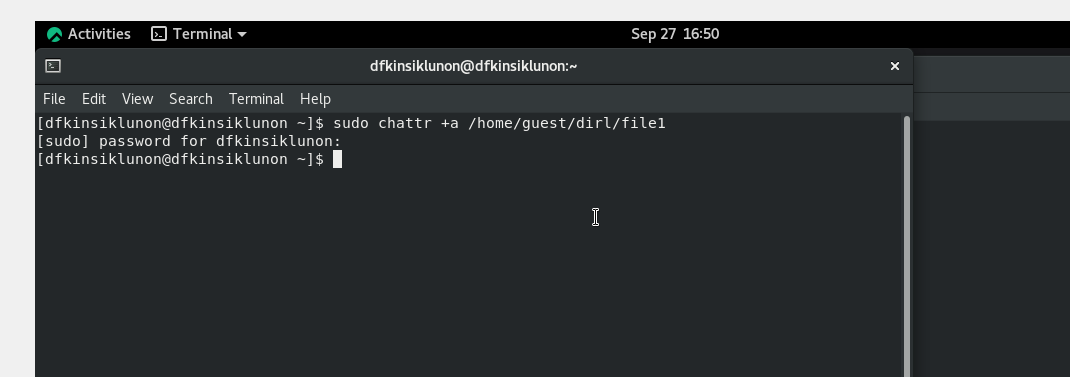 Activities Terminal Sep 27 16:50
dfkinsiklunon@dfkinsiklunon:~
File Edit View Search Terminal Help
[dfkinsiklunon@dfkinsiklunon ~]$ sudo chattr +a /home/guest/dirl/file1
[sudo] password for dfkinsiklunon:
[dfkinsiklunon@dfkinsiklunon ~]$